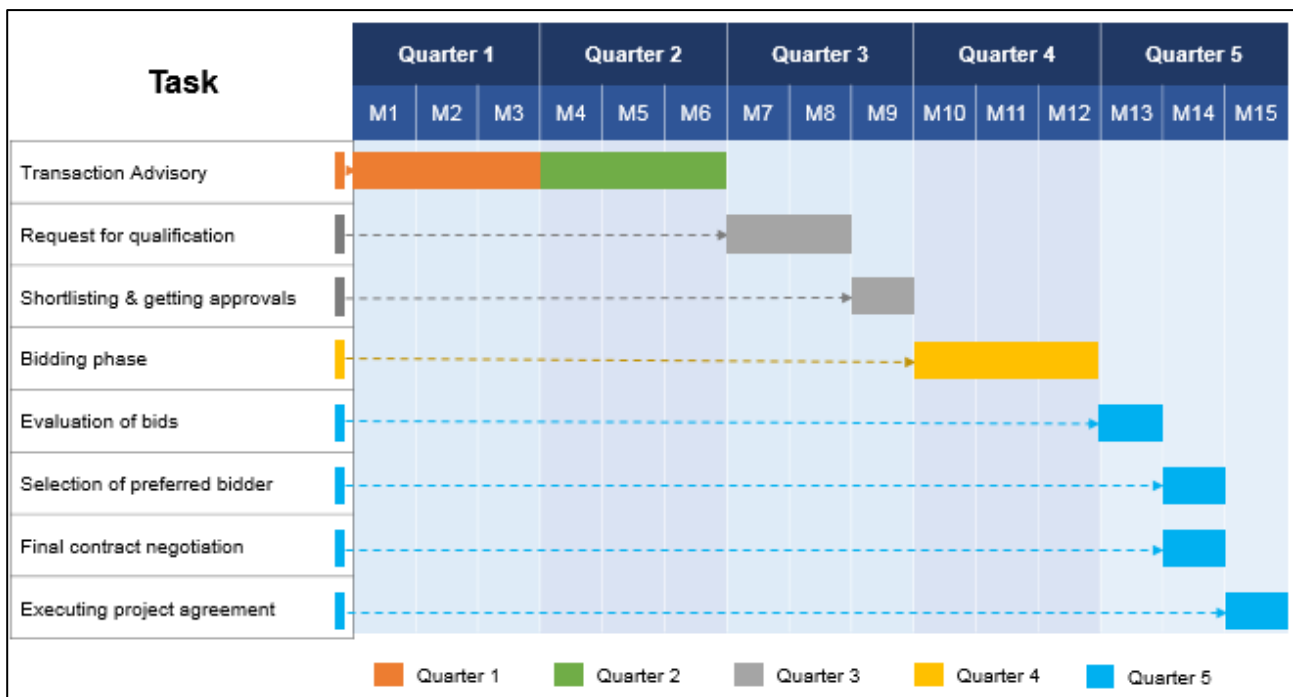 Task
Quarter 1 Quarter 2 Quarter 3 Quarter 4 Quarter 5
M1 M2 M3 M4 M5 M6 M7 M8 M9 M10 M11 M12 M13 M14 M15
Transaction Advisory
Request for qualification
Shortlisting & getting approvals
Bidding phase
Evaluation of bids
Selection of preferred bidder
Final contract negotiation
Executing project agreement
Quarter 1 Quarter 2 Quarter 3 Quarter 4 Quarter 5